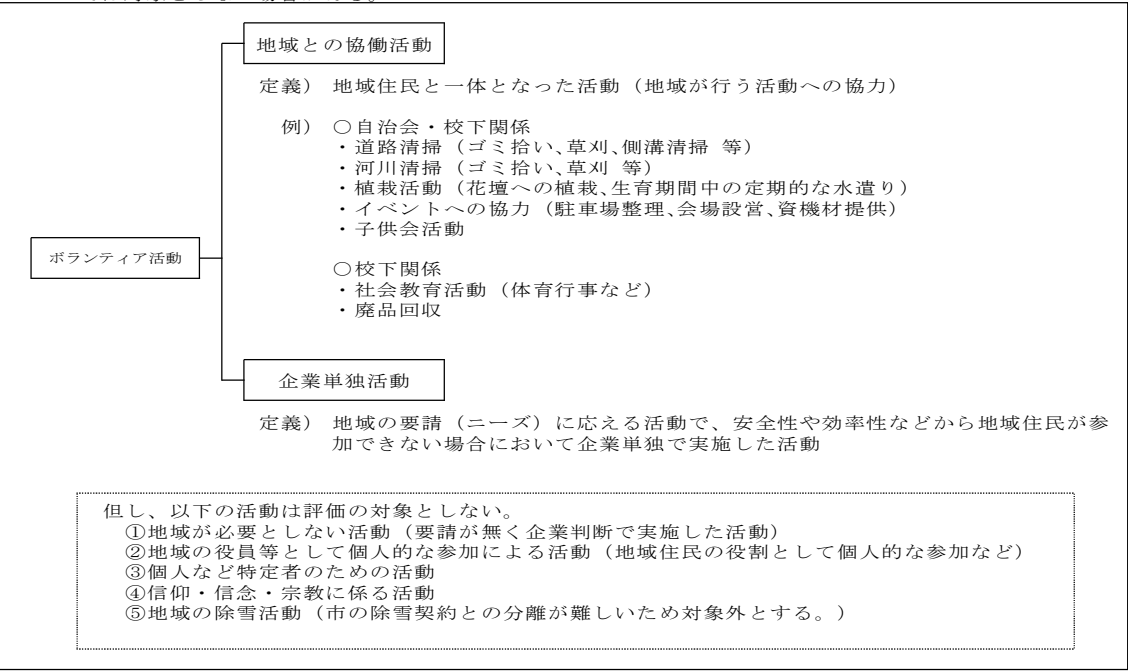 地域との協働活動
定義） 地域住民と一体となった活動（地域が行う活動への協力）
例） ○自治会・校下関係
・道路清掃（ゴミ拾い、草刈、側溝清掃 等）
・河川清掃（ゴミ拾い、草刈 等）
・植栽活動（花壇への植栽、生育期間中の定期的な水遣り）
・イベントへの協力（駐車場整理、会場設営、資機材提供）
・子供会活動
ボランティア活動
○校下関係
・社会教育活動（体育行事など）
・廃品回収
企業単独活動
定義） 地域の要請（ニーズ）に応える活動で、安全性や効率性などから地域住民が参
加できない場合において企業単独で実施した活動
但し、以下の活動は評価の対象としない。
①地域が必要としない活動（要請が無く企業判断で実施した活動）
②地域の役員等として個人的な参加による活動（地域住民の役割として個人的な参加など）
③個人など特定者のための活動
④信仰・信念・宗教に係る活動
⑤地域の除雪活動（市の除雪契約との分離が難しいため対象外とする。）